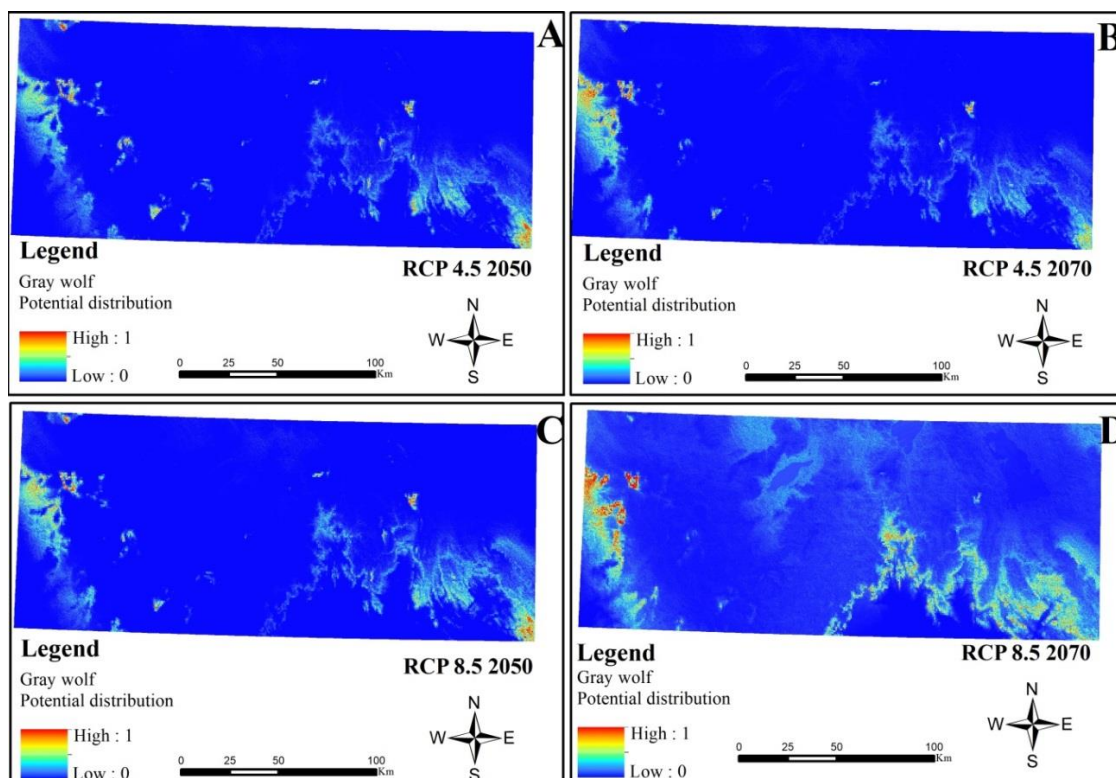 A
Legend
RCP 4.5 2050
Gray wolf
Potential distribution
High : 1
Low : 0
0 25 50 100
Km
N
W E
S
B
Legend
RCP 4.5 2070
Gray wolf
Potential distribution
High : 1
Low : 0
0 25 50 100
Km
N
W E
S
C
Legend
RCP 8.5 2050
Gray wolf
Potential distribution
High : 1
Low : 0
0 25 50 100
Km
N
W E
S
D
Legend
RCP 8.5 2070
Gray wolf
Potential distribution
High : 1
Low : 0
0 25 50 100
Km
N
W E
S